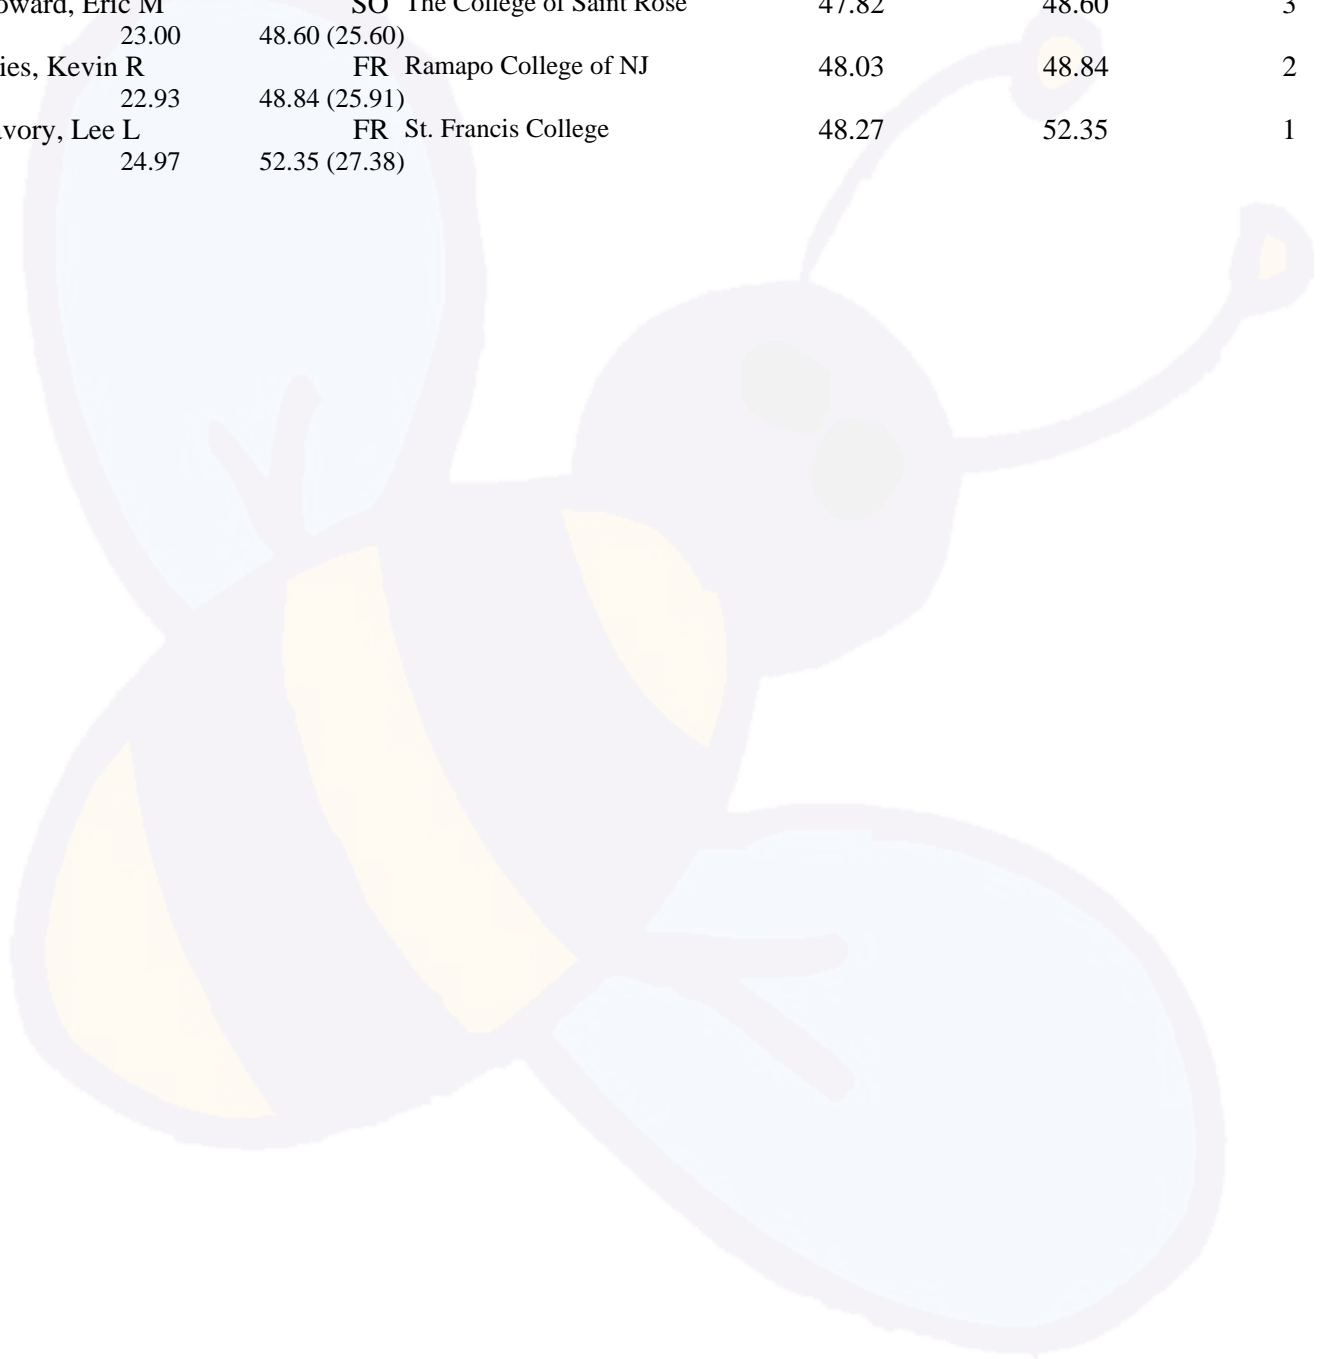 oward, Eric M SO The College of Saint Rose 47.82 48.60 3
23.00 48.60 (25.60)
ies, Kevin R FR Ramapo College of NJ 48.03 48.84 2
22.93 48.84 (25.91)
vory, Lee L FR St. Francis College 48.27 52.35 1
24.97 52.35 (27.38)